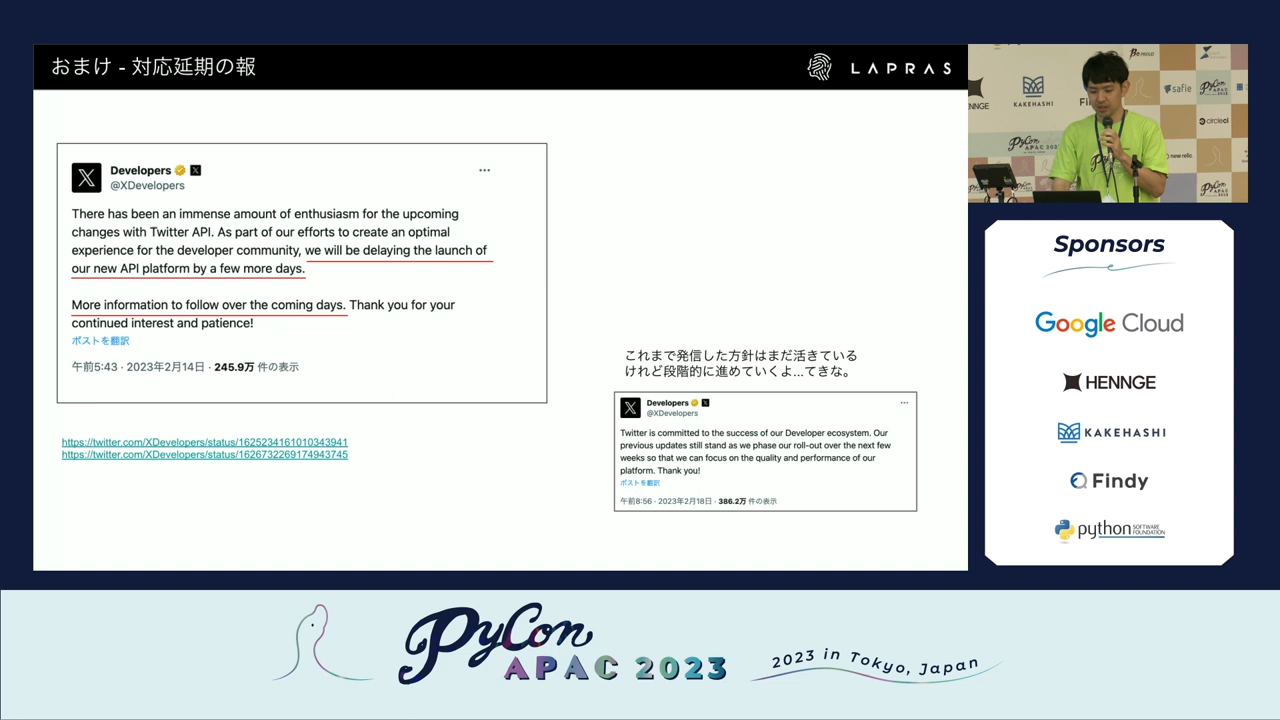 おまけ - 対応延期の報
LAPRAS
Developers
@XDevelopers
There has been an immense amount of enthusiasm for the upcoming
changes with Twitter API. As part of our efforts to create an optimal
experience for the developer community, we will be delaying the launch of
our new API platform by a few more days.
More information to follow over the coming days. Thank you for your
continued interest and patience!
ポストを翻訳
午前5:43 · 2023年2月14日 · 245.9万 件の表示
https://twitter.com/XDevelopers/status/1625234161010343941
https://twitter.com/XDevelopers/status/1626732269174943745
これまで発信した方針はまだ活きている
けれど段階的に進めていくよ...てきな。
Developers
@XDevelopers
Twitter is committed to the success of our Developer ecosystem. Our
previous updates still stand as we phase our roll-out over the next few
weeks so that we can focus on the quality and performance of our
platform. Thank you!
ポストを翻訳
午前8:56 · 2023年2月18日 · 386.2万 件の表示
safie
KAKEHASHI
circleci
PyCon
APAC 2023
new relic
Sponsors
Google Cloud
HENNGE
KAKEHASHI
Findy
python SOFTWARE FOUNDATION
PyCon
APAC 2023
2023 in Tokyo, Japan